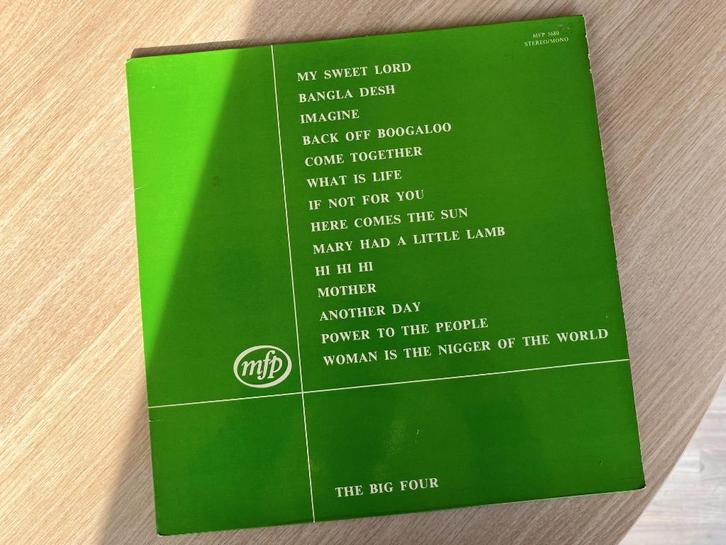 MFP 5680
STEREO/MONO
MY SWEET LORD
BANGLA DESH
IMAGINE
BACK OFF BOOGALOO
COME TOGETHER
WHAT IS LIFE
IF NOT FOR YOU
HERE COMES THE SUN
MARY HAD A LITTLE LAMB
HI HI HI
MOTHER
ANOTHER DAY
POWER TO THE PEOPLE
WOMAN IS THE NIGGER OF THE WORLD
mfp
THE BIG FOUR